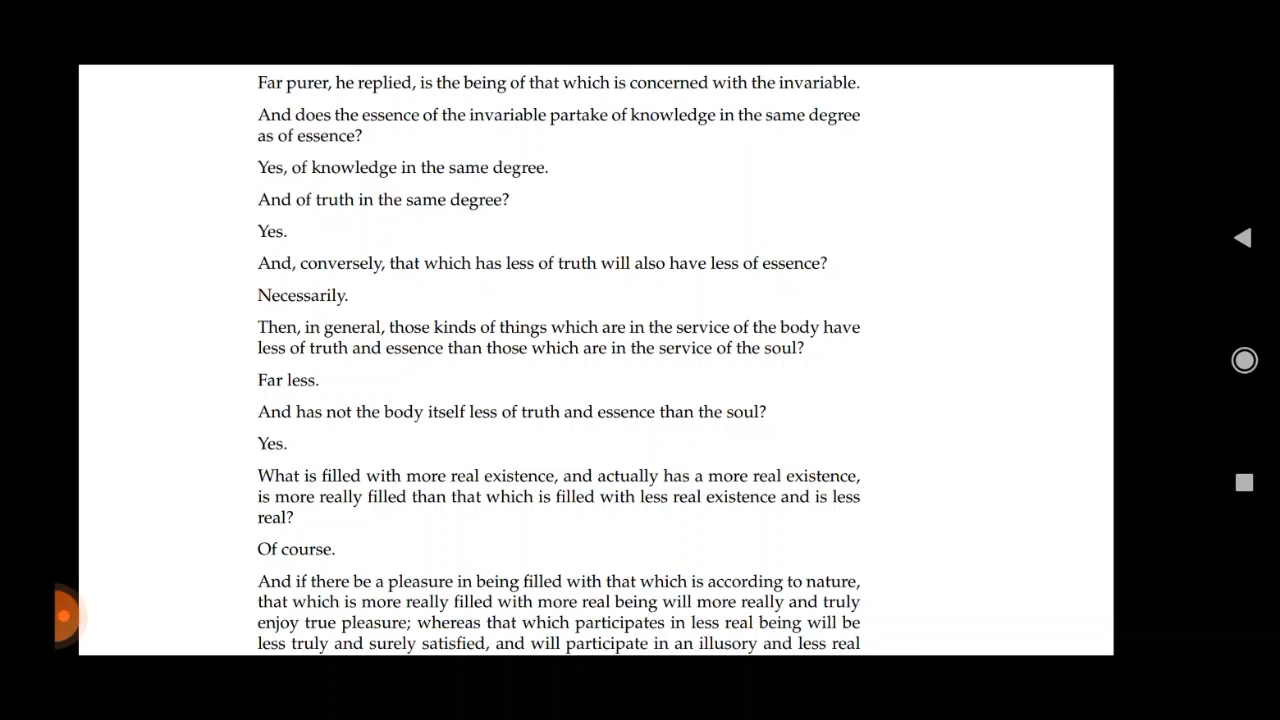 Far purer, he replied, is the being of that which is concerned with the invariable.
And does the essence of the invariable partake of knowledge in the same degree
as of essence?
Yes, of knowledge in the same degree.
And of truth in the same degree?
Yes.
And, conversely, that which has less of truth will also have less of essence?
Necessarily.
Then, in general, those kinds of things which are in the service of the body have
less of truth and essence than those which are in the service of the soul?
Far less.
And has not the body itself less of truth and essence than the soul?
Yes.
What is filled with more real existence, and actually has a more real existence,
is more really filled than that which is filled with less real existence and is less
real?
Of course.
And if there be a pleasure in being filled with that which is according to nature,
that which is more really filled with more real being will more really and truly
enjoy true pleasure; whereas that which participates in less real being will be
less truly and surely satisfied, and will participate in an illusory and less real